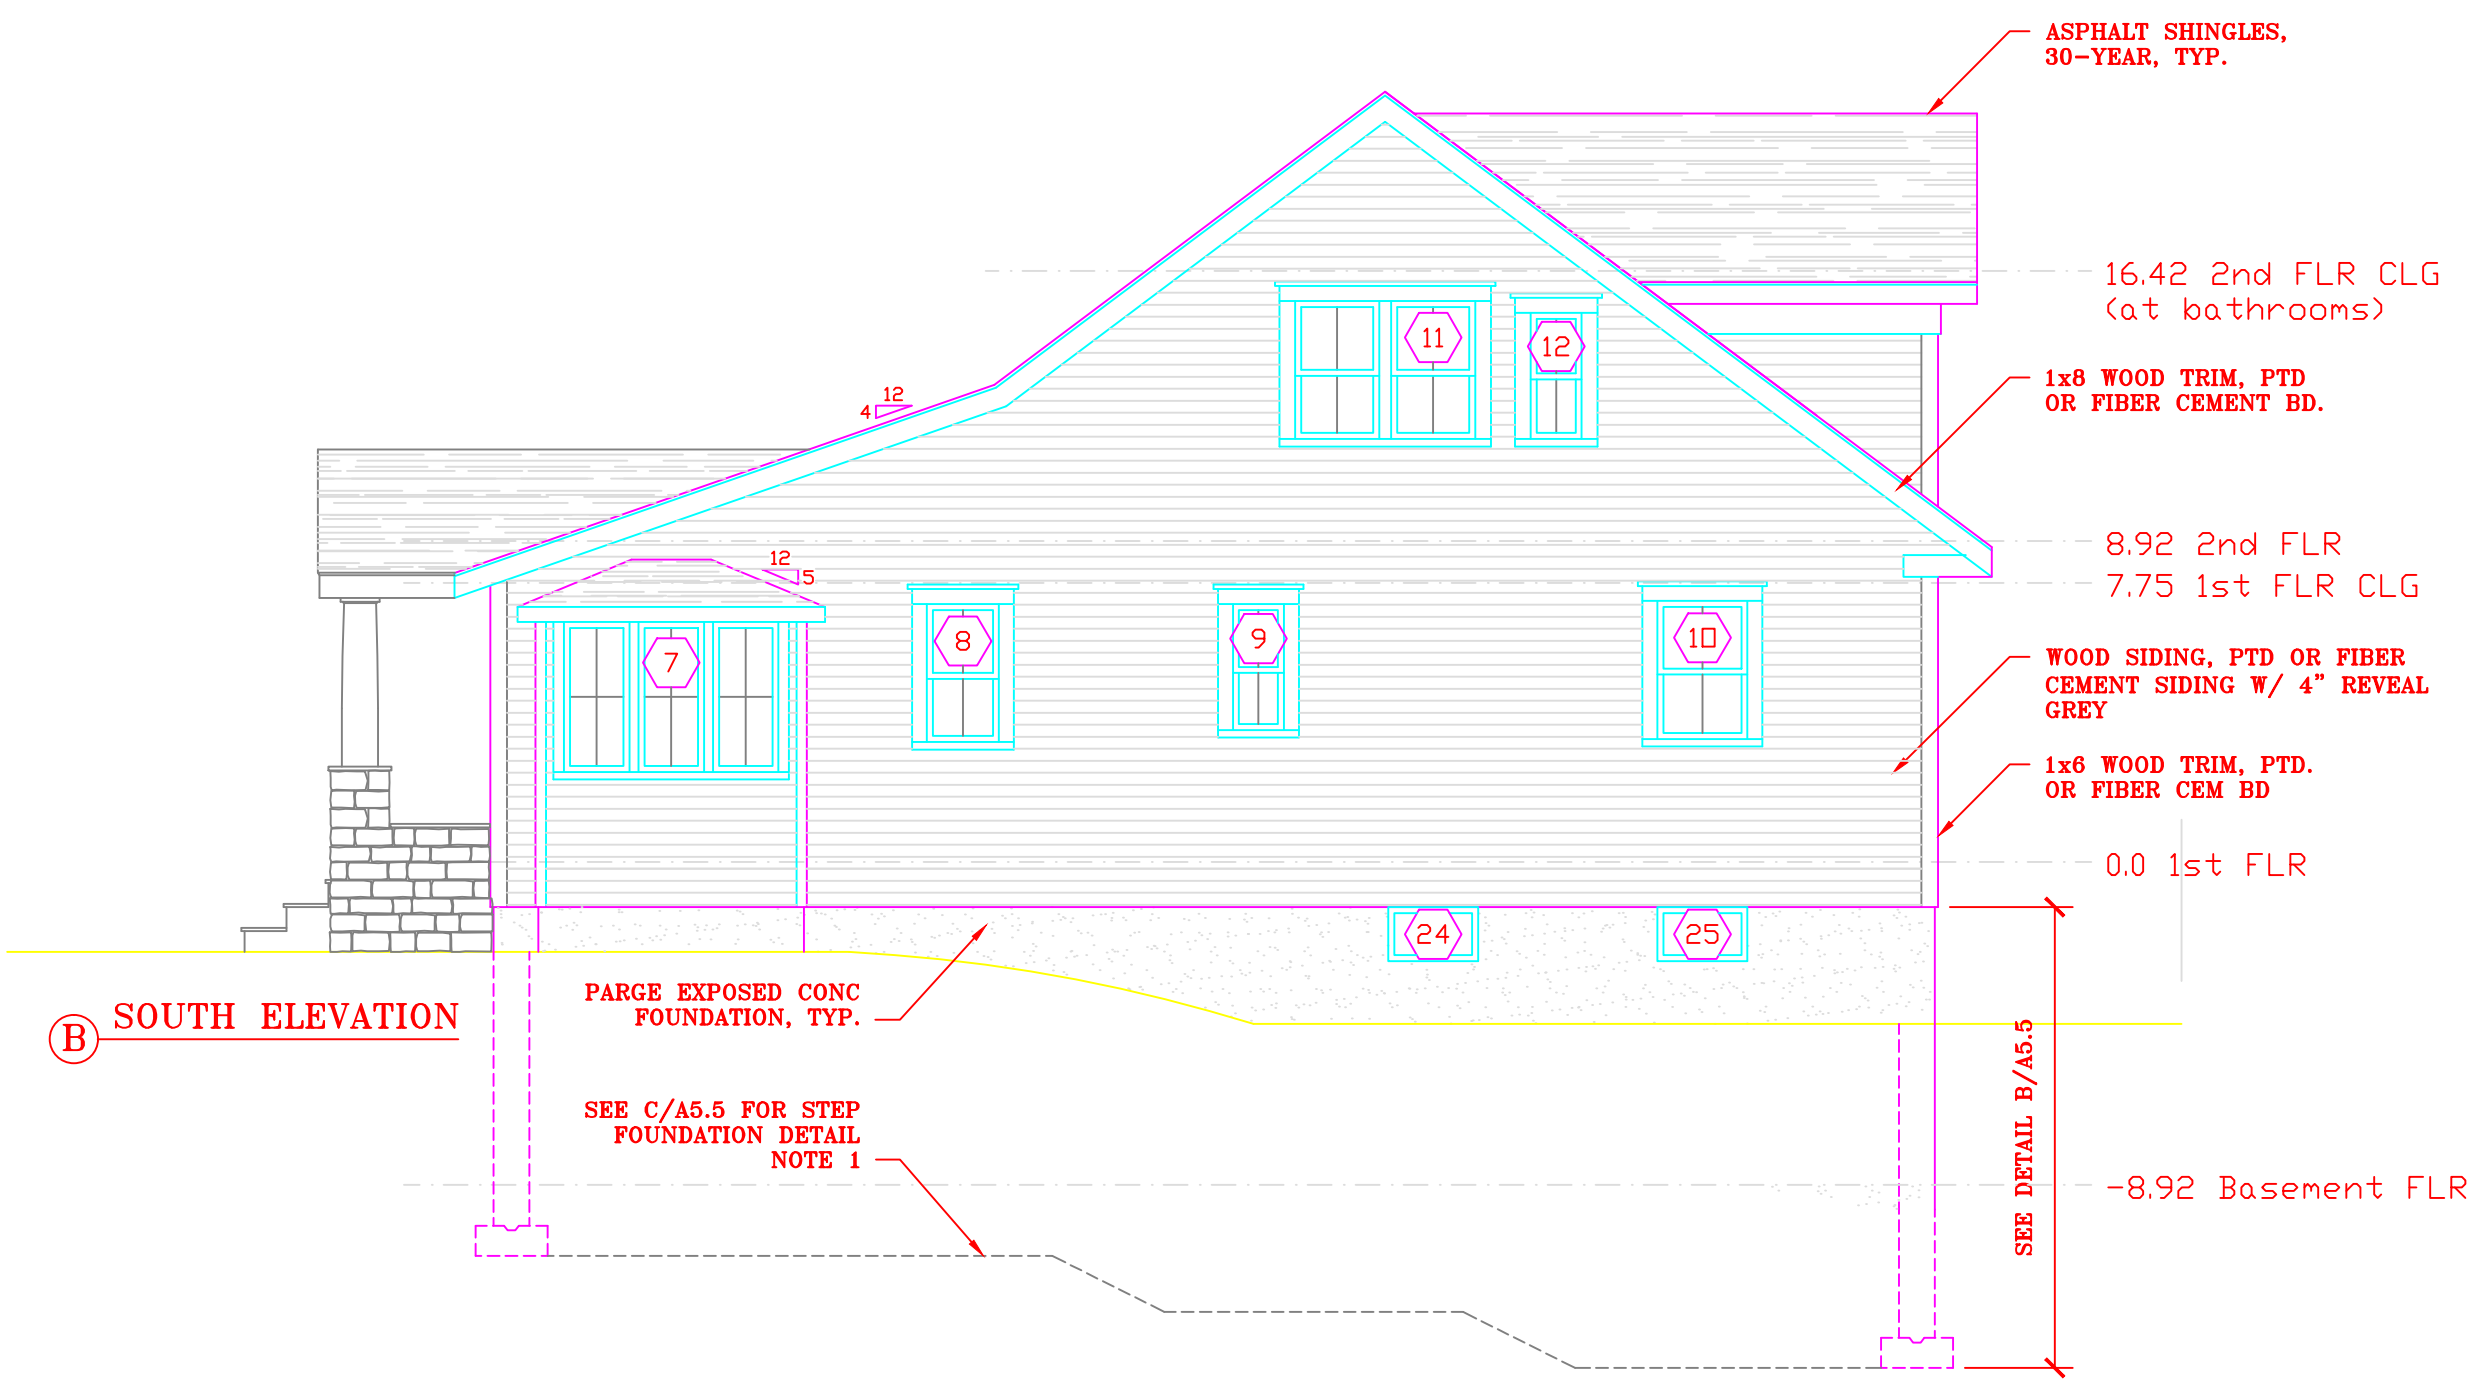 ASPHALT SHINGLES,
30-YEAR, TYP.
16.42 2nd FLR CLG
(at bathrooms)
11
12
1x8 WOOD TRIM, PTD
OR FIBER CEMENT BD.
12
4
8.92 2nd FLR
7.75 1st FLR CLG
12
5
7
8
9
10
WOOD SIDING, PTD OR FIBER
CEMENT SIDING W/ 4" REVEAL
GREY
1x6 WOOD TRIM, PTD.
OR FIBER CEM BD
0.0 1st FLR
24
25
PARGE EXPOSED CONC
FOUNDATION, TYP.
B
SOUTH ELEVATION
SEE C/A5.5 FOR STEP
FOUNDATION DETAIL
NOTE 1
SEE DETAIL B/A5.5
-8.92 Basement FLR